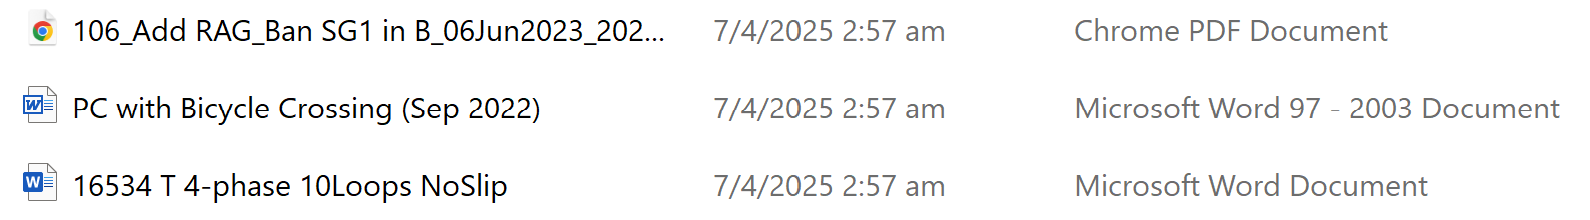 106_Add RAG_Ban SG1 in B_06Jun2023_202... 7/4/2025 2:57 am Chrome PDF Document
PC with Bicycle Crossing (Sep 2022) 7/4/2025 2:57 am Microsoft Word 97 - 2003 Document
16534 T 4-phase 10Loops NoSlip 7/4/2025 2:57 am Microsoft Word Document